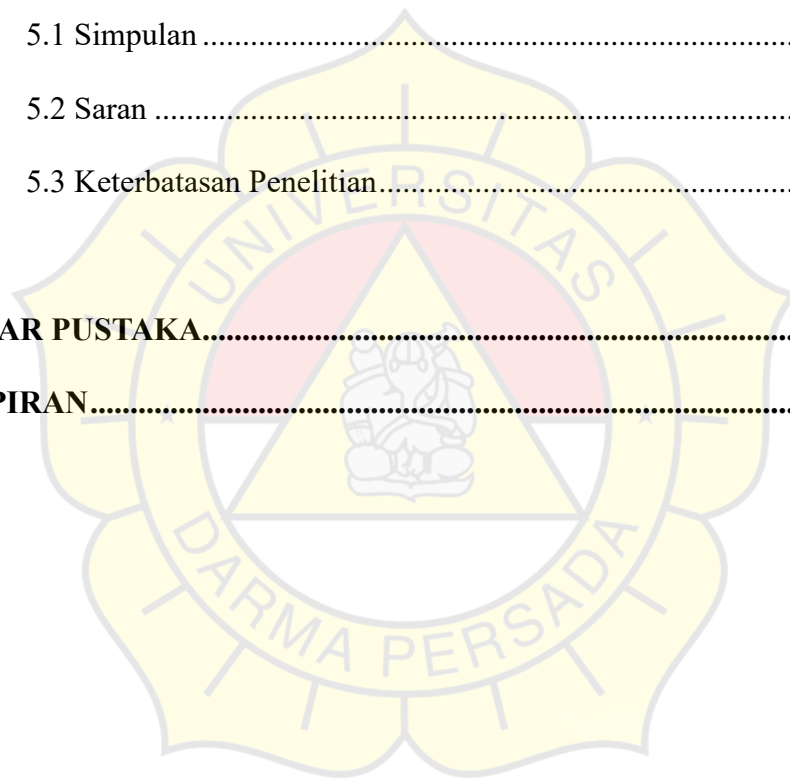 5.1 Simpulan ..........................................................................
5.2 Saran ................................................................................
5.3 Keterbatasan Penelitian....................................................
AR PUSTAKA..........................................................................
PIRAN........................................................................................
UNIVERSITAS
DARMA PERSADA